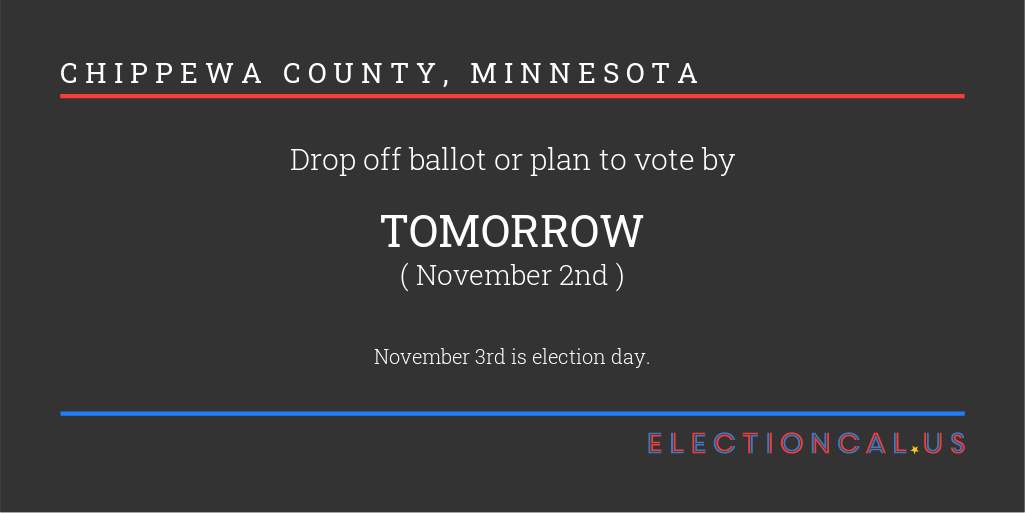 CHIPPEWA COUNTY, MINNESOTA
Drop off ballot or plan to vote by
TOMORROW
( November 2nd )
November 3rd is election day.
ELECTIONCAL.US